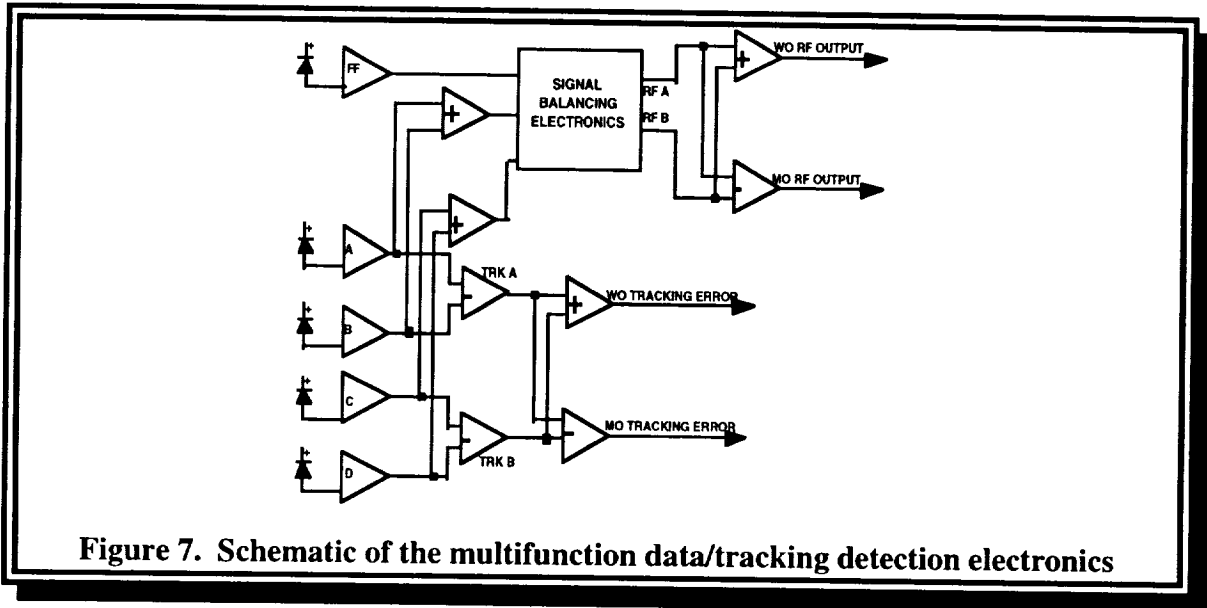 FF
SIGNAL
BALANCING
ELECTRONICS
RF A
RF B
WO RF OUTPUT
MO RF OUTPUT
+
+
+
+
-
+
A
+
B
+
C
+
D
+
+
TRK A
-
TRK B
-
+
-
WO TRACKING ERROR
MO TRACKING ERROR
Figure 7. Schematic of the multifunction data/tracking detection electronics